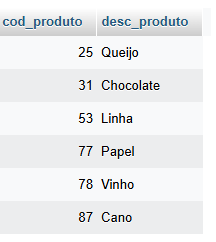 cod_produto desc_produto
25 Queijo
31 Chocolate
53 Linha
77 Papel
78 Vinho
87 Cano